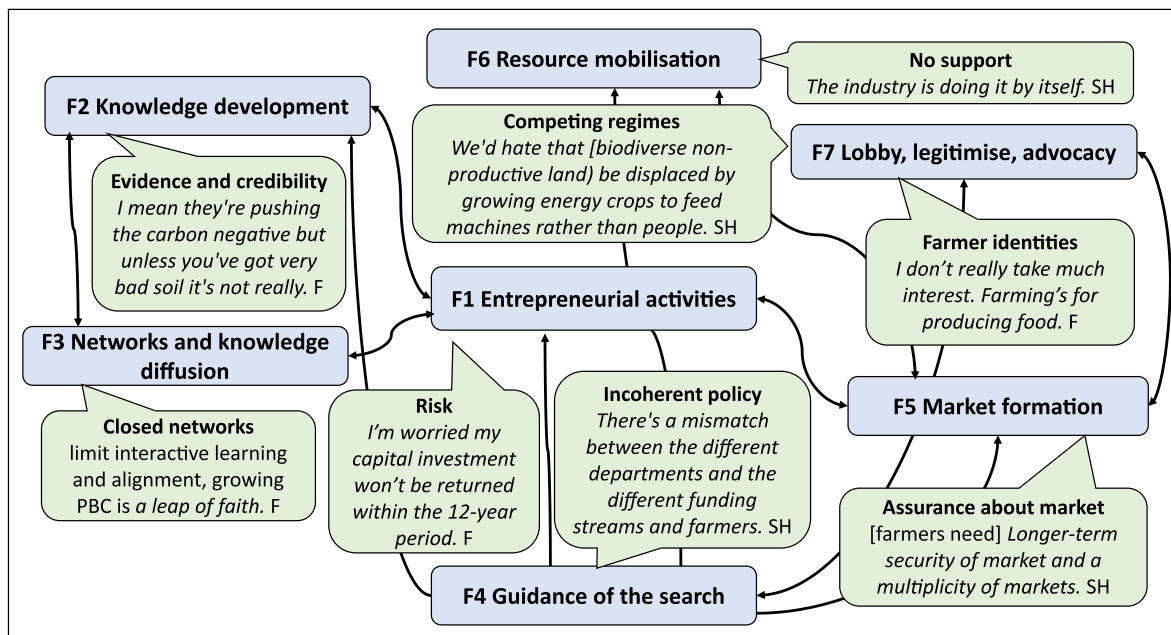 F6 Resource mobilisation
No support
The industry is doing it by itself. SH
F2 Knowledge development
Competing regimes
We'd hate that [biodiverse non-
productive land) be displaced by
growing energy crops to feed
machines rather than people. SH
F7 Lobby, legitimise, advocacy
Evidence and credibility
I mean they're pushing
the carbon negative but
unless you've got very
bad soil it's not really. F
Farmer identities
I don’t really take much
interest. Farming’s for
producing food. F
F1 Entrepreneurial activities
F3 Networks and knowledge
diffusion
Closed networks
limit interactive learning
and alignment, growing
PBC is a leap of faith. F
Risk
I’m worried my
capital investment
won’t be returned
within the 12-year
period. F
Incoherent policy
There's a mismatch
between the different
departments and the
different funding
streams and farmers. SH
F5 Market formation
Assurance about market
[farmers need] Longer-term
security of market and a
multiplicity of markets. SH
F4 Guidance of the search